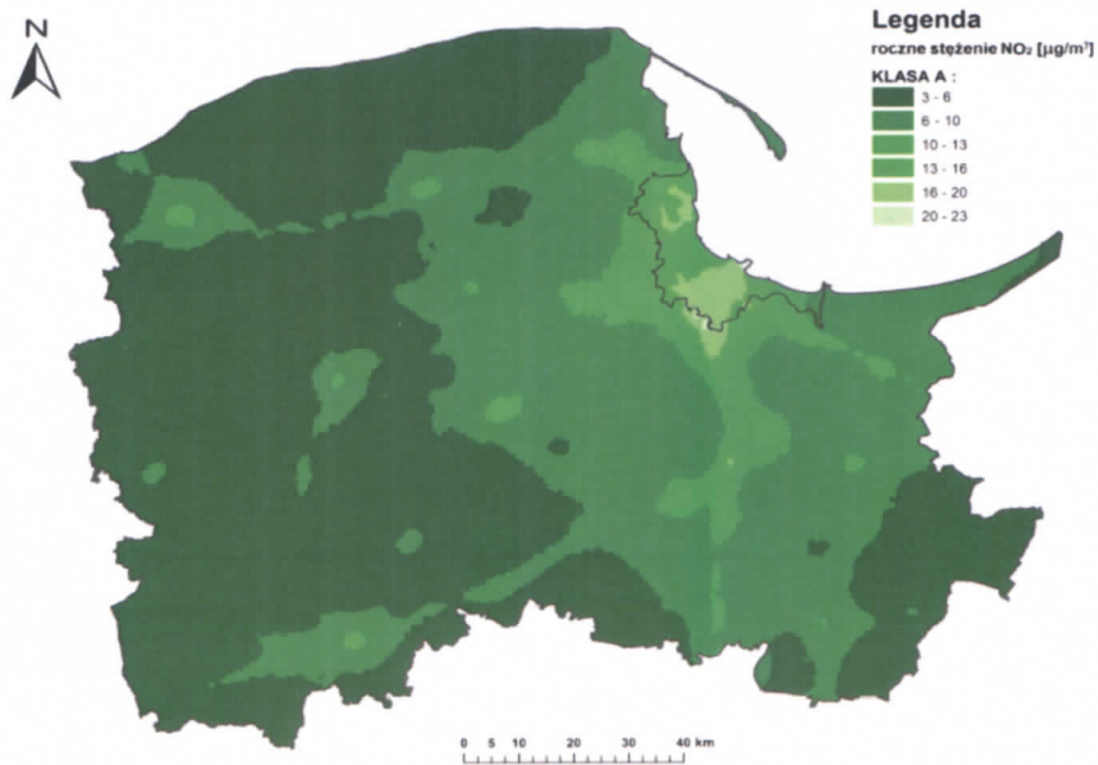 N
Legenda
roczne stężenie NO₂ [µg/m³]
KLASA A :
3 - 6
6 - 10
10 - 13
13 - 16
16 - 20
20 - 23
0 5 10 20 30 40 km